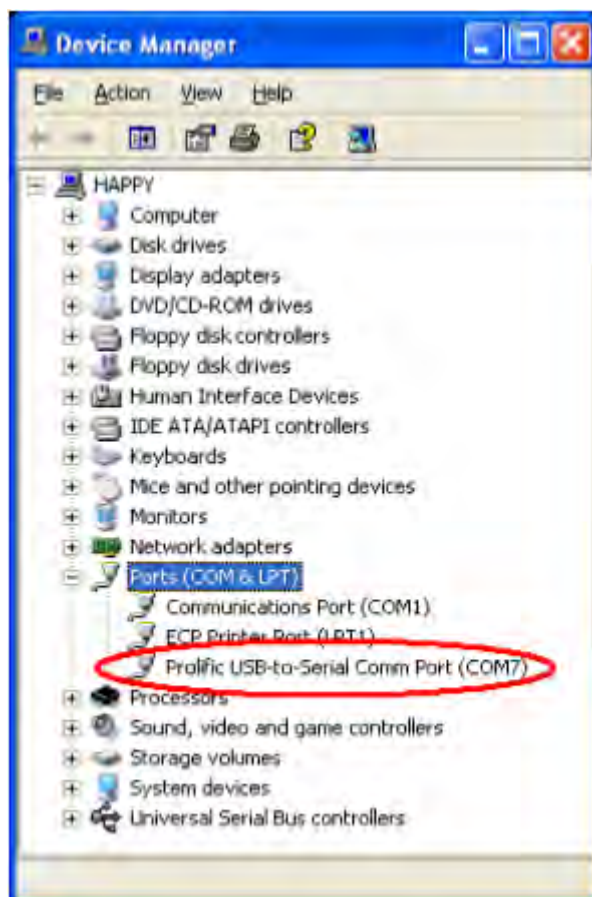 Device Manager
File Action View Help
HAPPY
Computer
Disk drives
Display adapters
DVD/CD-ROM drives
Floppy disk controllers
Floppy disk drives
Human Interface Devices
IDE ATA/ATAPI controllers
Keyboards
Mice and other pointing devices
Monitors
Network adapters
Ports (COM & LPT)
Communications Port (COM1)
ECP Printer Port (LPT1)
Prolific USB-to-Serial Comm Port (COM7)
Processors
Sound, video and game controllers
Storage volumes
System devices
Universal Serial Bus controllers